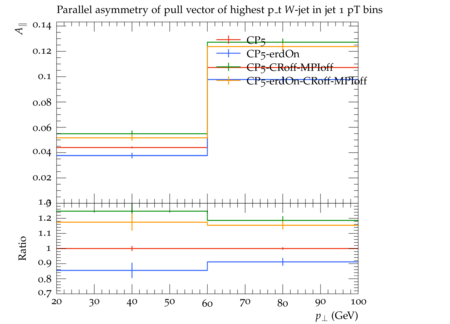 Parallel asymmetry of pull vector of highest p_t W-jet in jet 1 pT bins
A∥
0.14
0.12
0.1
0.08
0.06
0.04
0.02
CP5
CP5-erdOn
CP5-CRoff-MPIoff
CP5-erdOn-CRoff-MPIoff
Ratio
1.2
1.1
1
0.9
0.8
0.7
20 30 40 50 60 70 80 90 100
p⊥ (GeV)